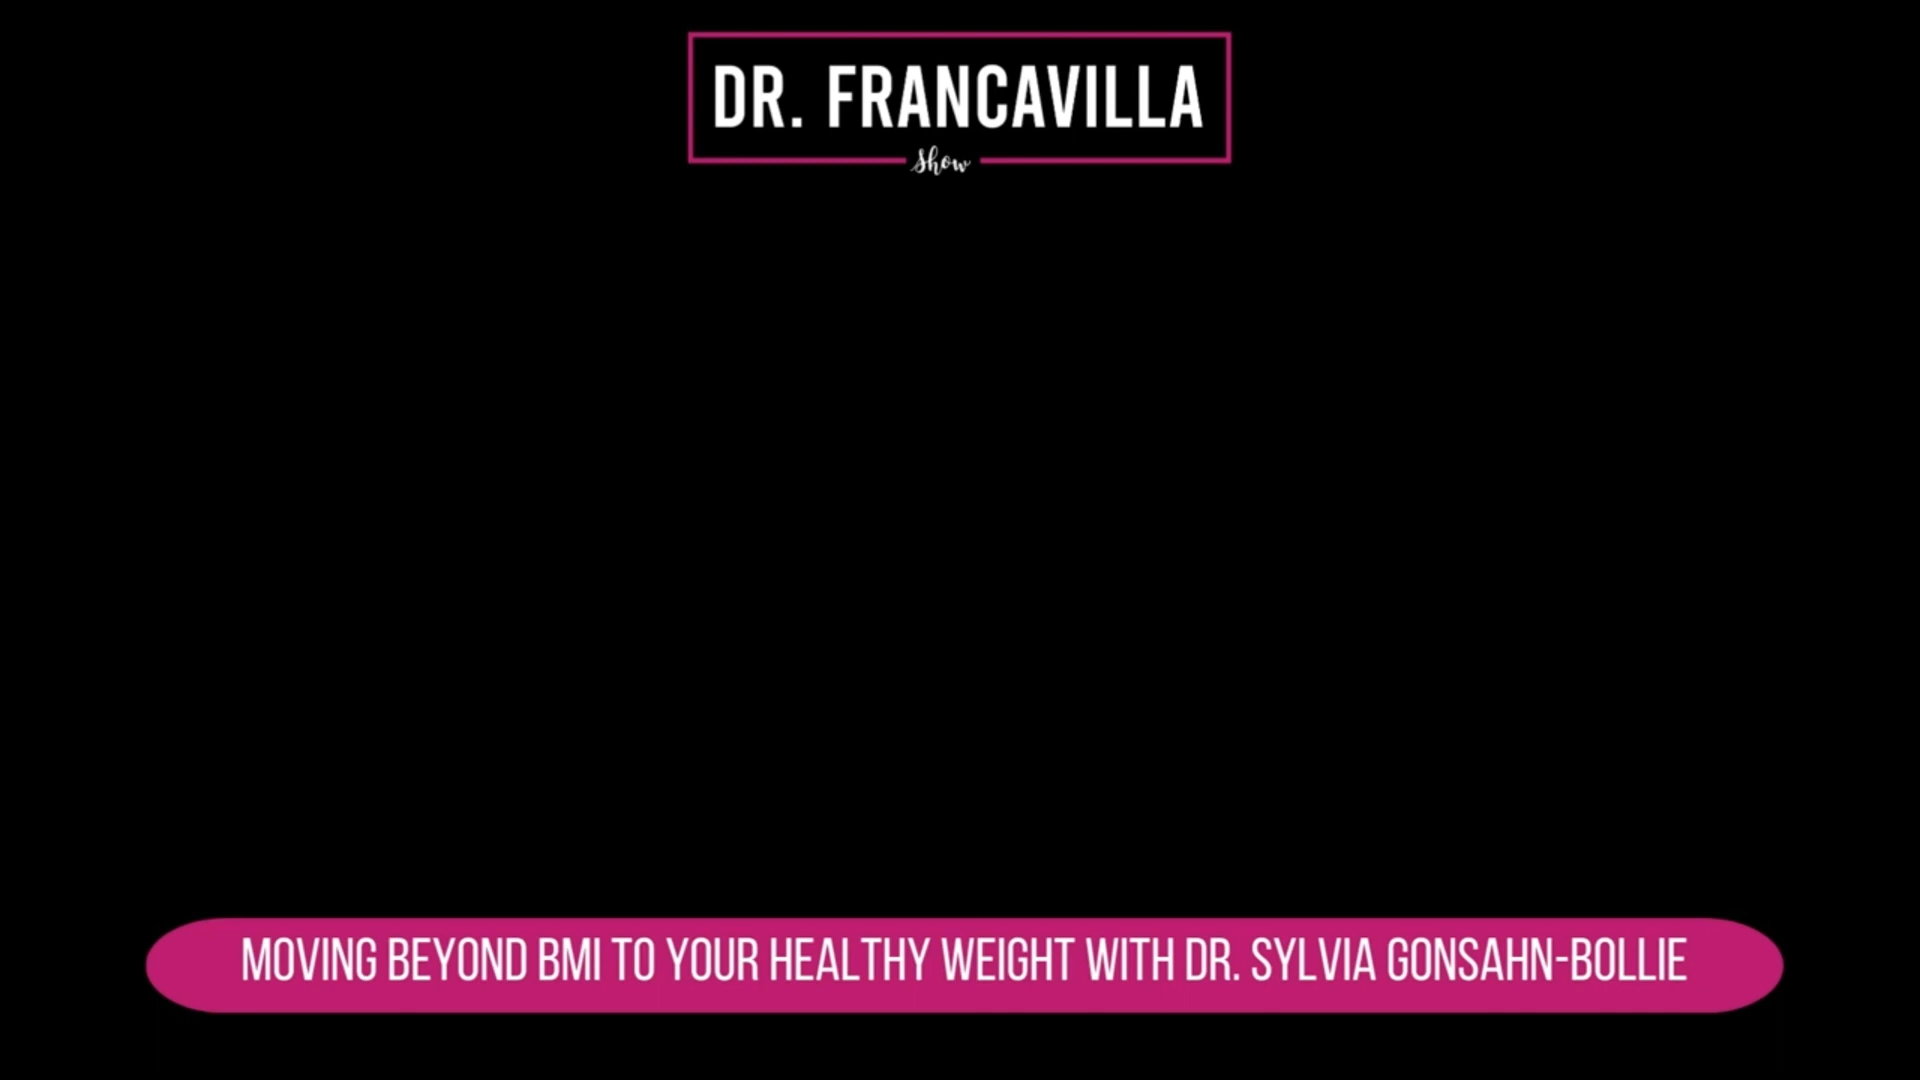 DR. FRANCAVILLA
Show
MOVING BEYOND BMI TO YOUR HEALTHY WEIGHT WITH DR. SYLVIA GONSAHN-BOLLIE